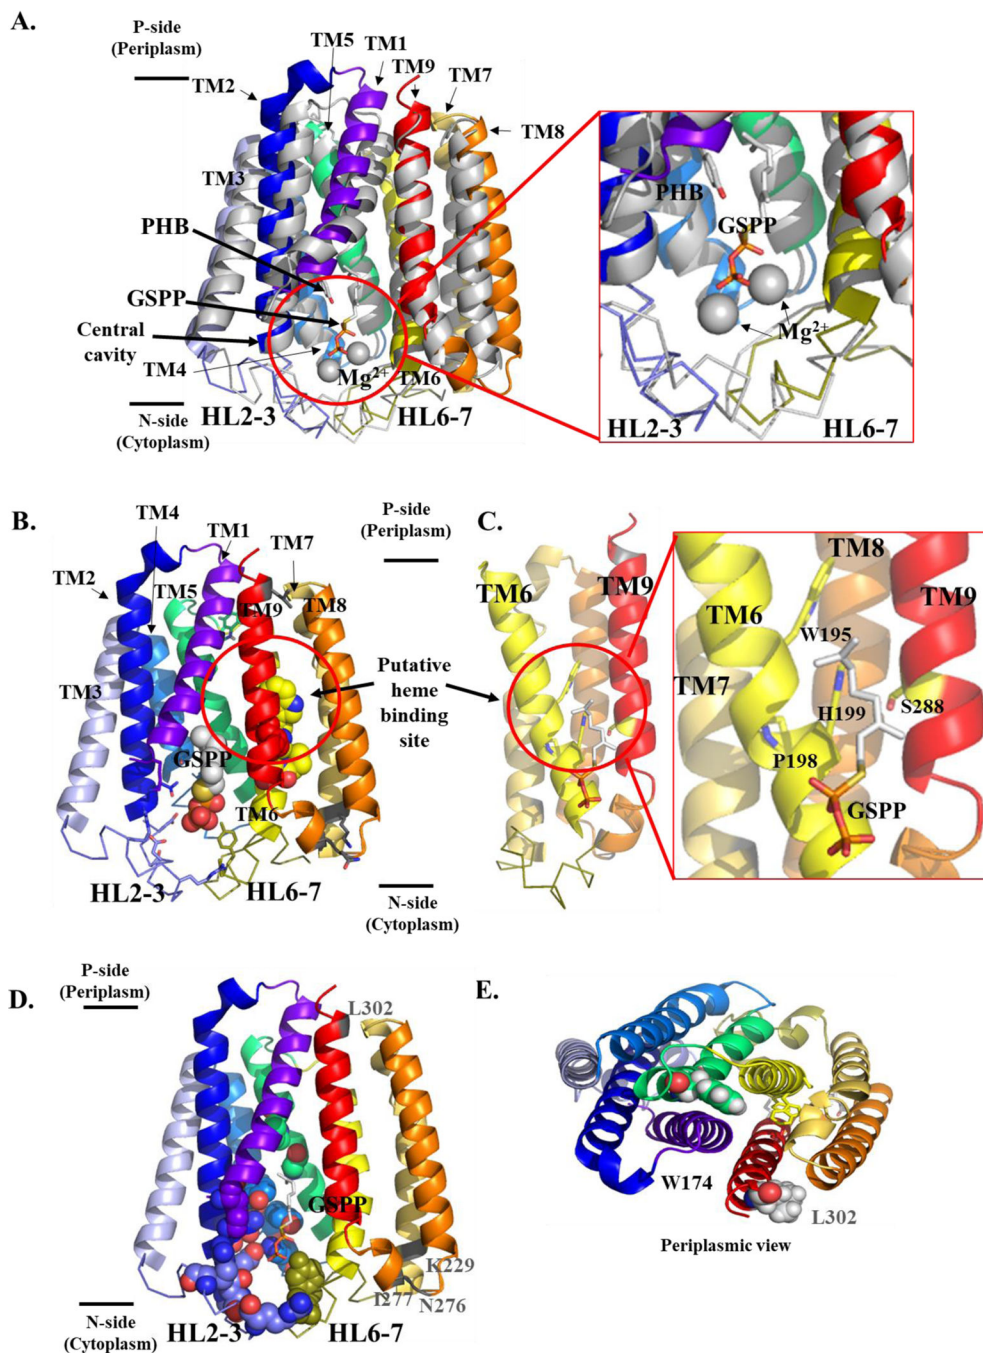 A.
P-side
(Periplasm)
TM5
TM1
TM9
TM7
TM2
TM8
TM3
PHB
GSPP
Central
cavity
TM4
Mg2+
TM6
N-side
(Cytoplasm)
HL2-3
HL6-7
PHB
GSPP
Mg2+
HL2-3
HL6-7
B.
TM4
TM1
P-side
(Periplasm)
C.
TM7
TM2
TM5
TM9
TM8
TM3
Putative
heme
binding
site
GSPP
TM6
HL2-3
HL6-7
N-side
(Cytoplasm)
TM6
TM9
TM8
TM6
TM9
W195
TM7
H199
S288
P198
GSPP
D.
P-side
(Periplasm)
L302
GSPP
K229
I277
N276
N-side
(Cytoplasm)
HL2-3
HL6-7
E.
W174
L302
Periplasmic view